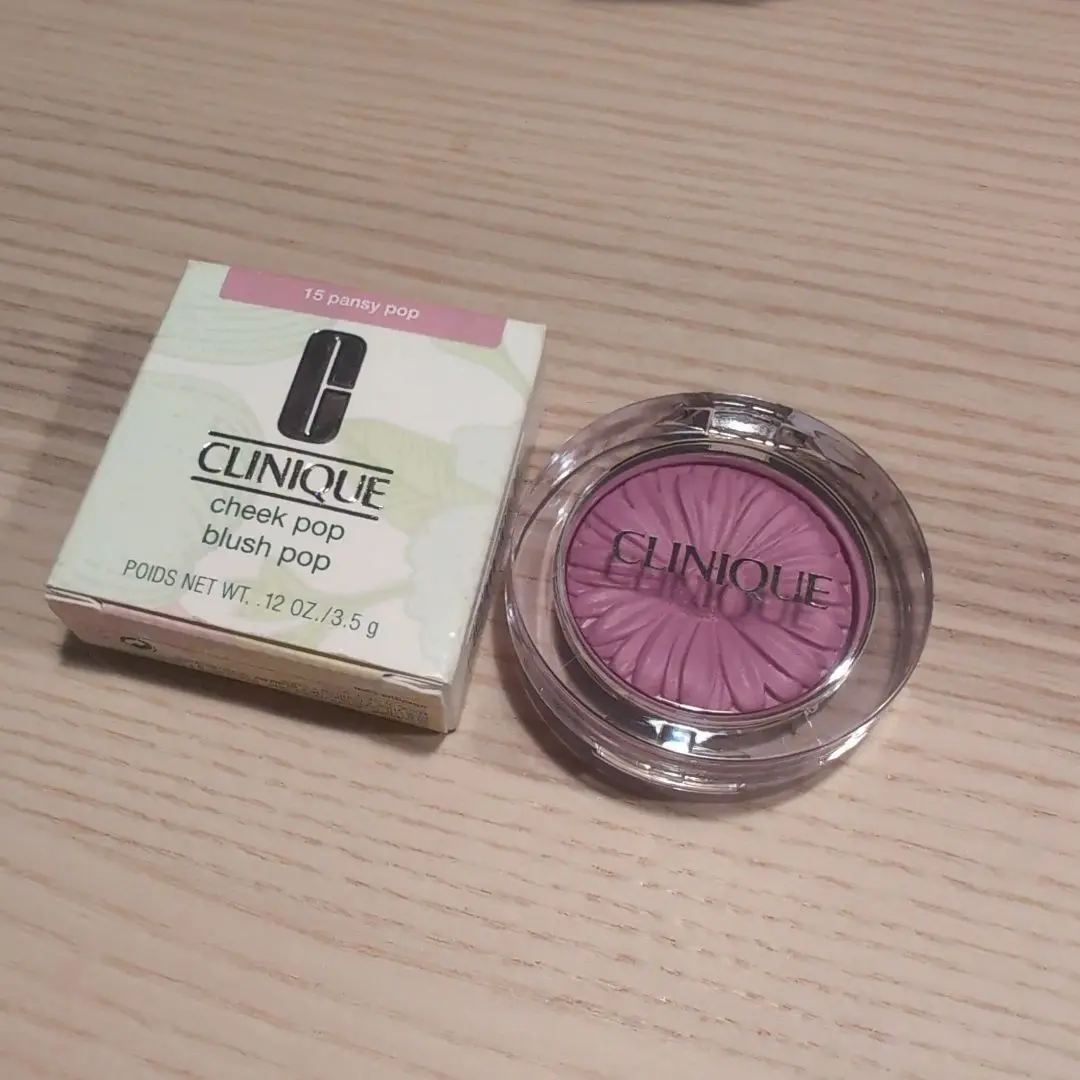 15 pansy pop
CLINIQUE
cheek pop
blush pop
POIDS NET WT. .12 OZ./3.5 g
CLINIQUE